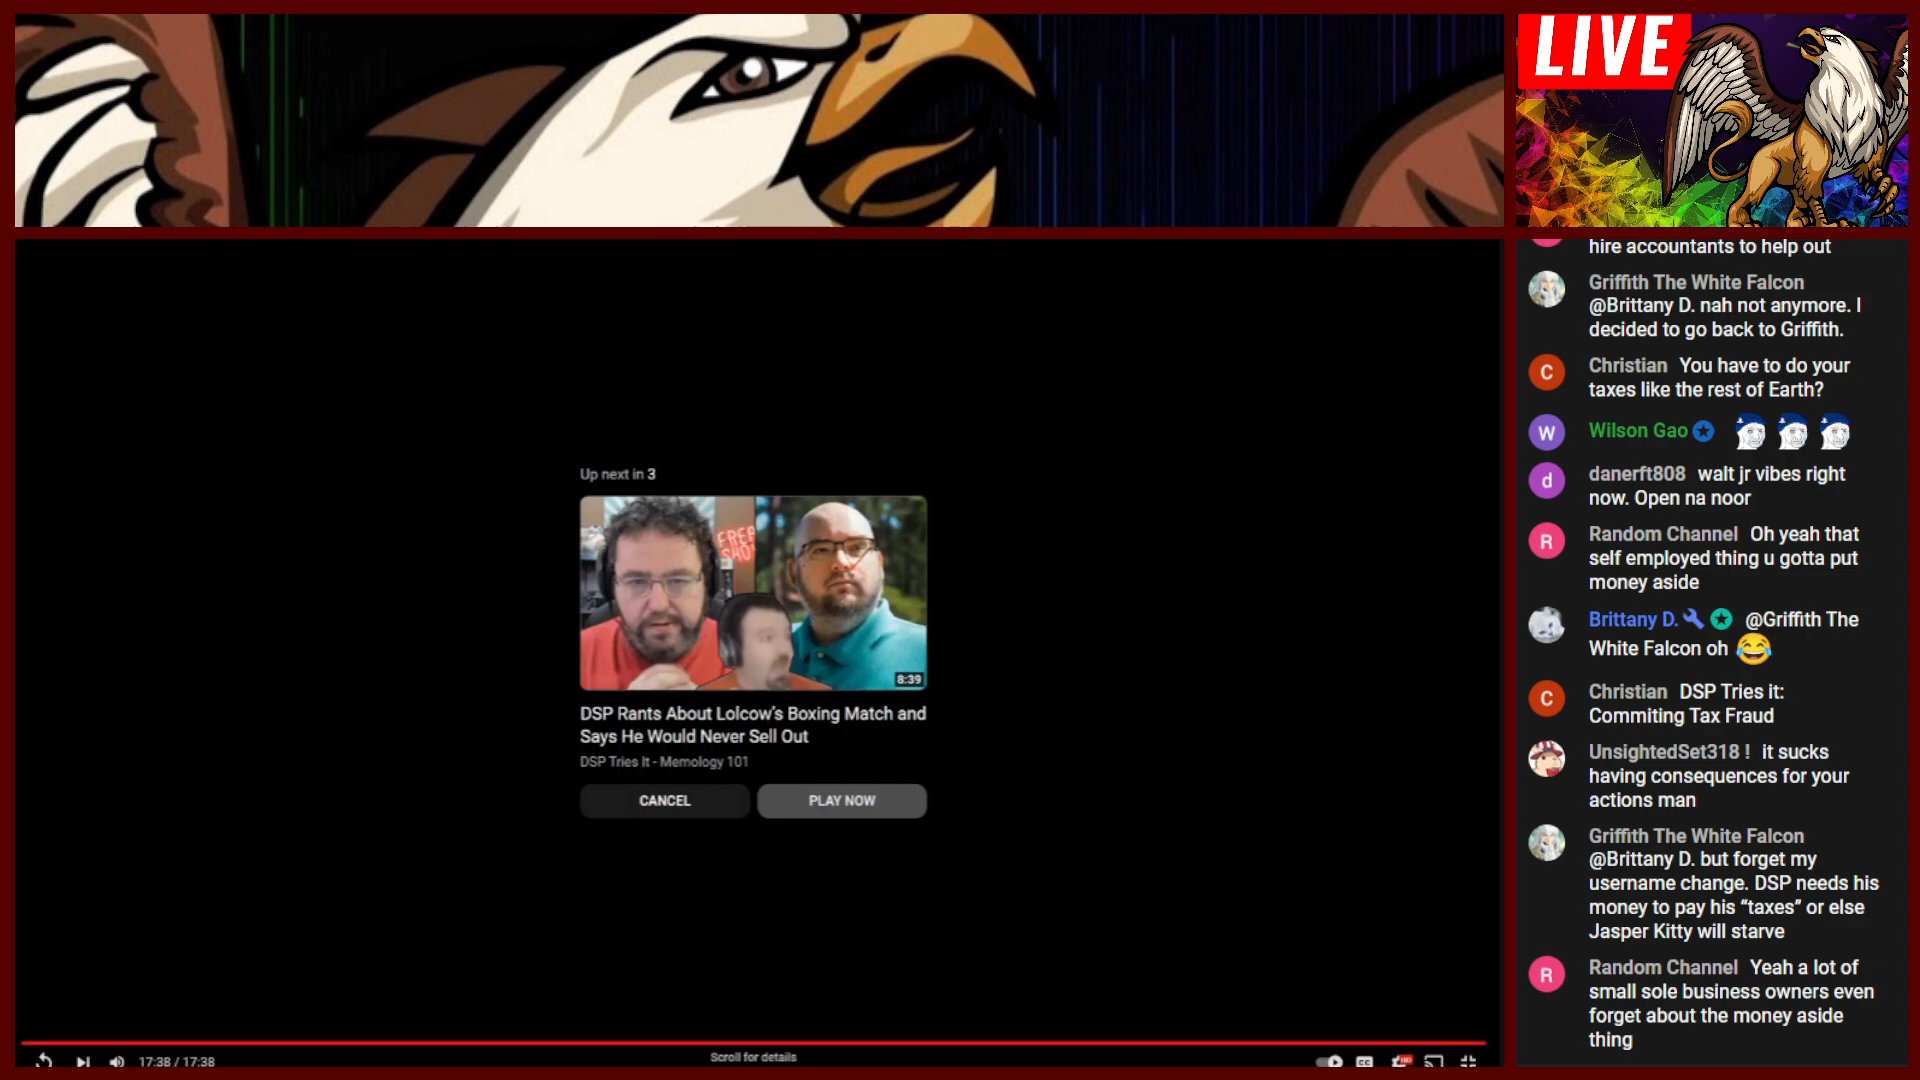 LIVE
hire accountants to help out
Griffith The White Falcon
@Brittany D. nah not anymore. I
decided to go back to Griffith.
C
Christian You have to do your
taxes like the rest of Earth?
W
Wilson Gao
d
danerft808 walt jr vibes right
now. Open na noor
R
Random Channel Oh yeah that
self employed thing u gotta put
money aside
Brittany D. @Griffith The
White Falcon oh 😂
C
Christian DSP Tries it:
Commiting Tax Fraud
UnsightedSet318 ! it sucks
having consequences for your
actions man
Griffith The White Falcon
@Brittany D. but forget my
username change. DSP needs his
money to pay his “taxes” or else
Jasper Kitty will starve
R
Random Channel Yeah a lot of
small sole business owners even
forget about the money aside
thing
Up next in 3
8:39
DSP Rants About Lolcow’s Boxing Match and
Says He Would Never Sell Out
DSP Tries It - Memology 101
CANCEL
PLAY NOW
Scroll for details
17:38 / 17:38
CC
HD